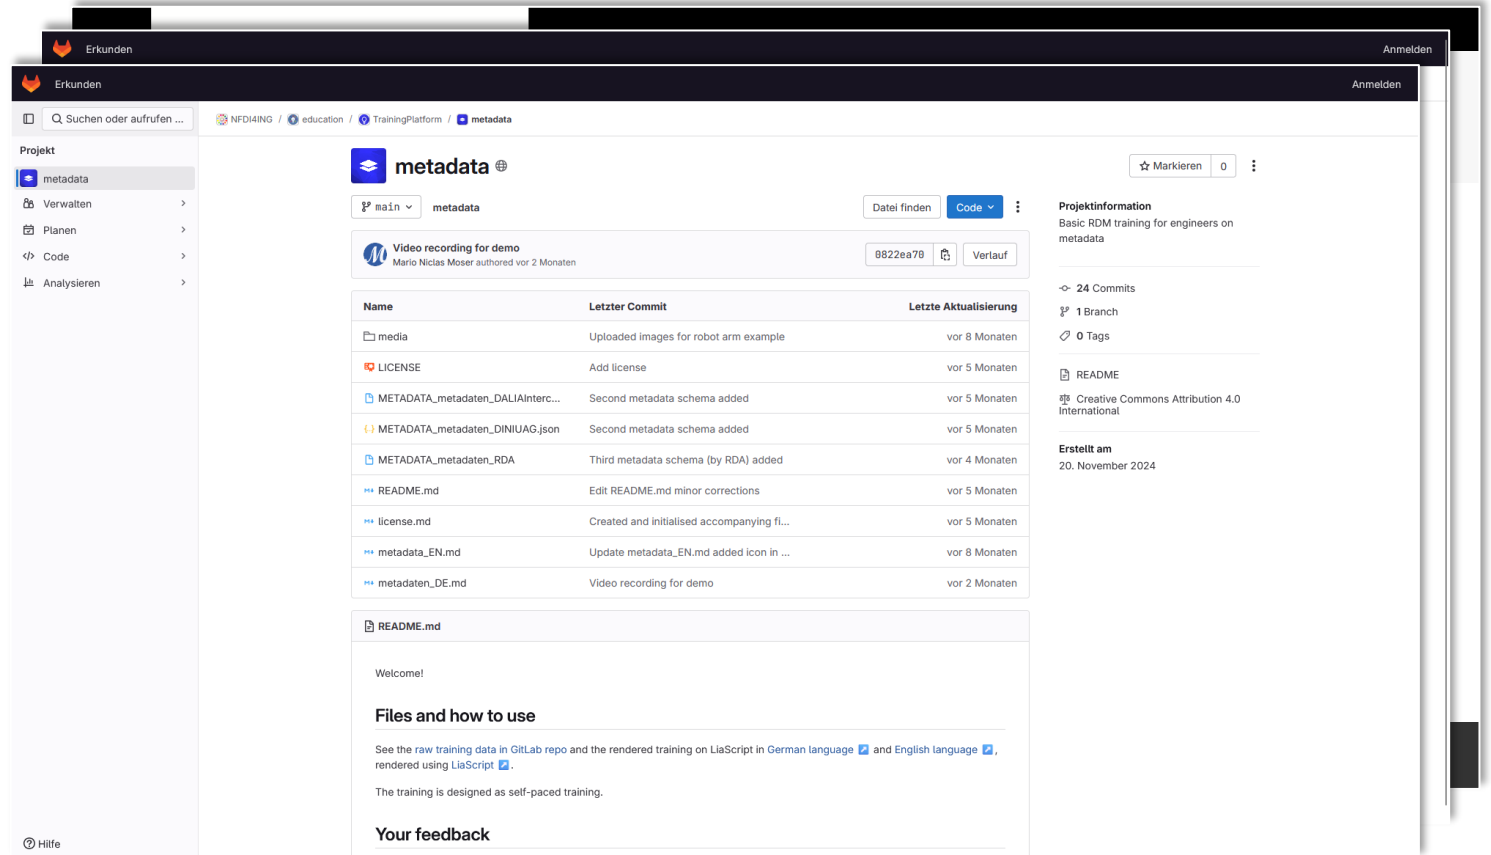 Erkunden
Anmelden
Erkunden
Anmelden
Suchen oder aufrufen ...
NFDI4ING / education / TrainingPlatform / metadata
Projekt
metadata
Verwalten
Planen
Code
Analysieren
Hilfe
metadata
Markieren 0
main metadata
Datei finden Code
Video recording for demo
Mario Niclas Moser authored vor 2 Monaten
0822ea70 Verlauf
Name Letzter Commit Letzte Aktualisierung
media Uploaded images for robot arm example vor 8 Monaten
LICENSE Add license vor 5 Monaten
METADATA_metadaten_DALIAInterc... Second metadata schema added vor 5 Monaten
METADATA_metadaten_DINIUAG.json Second metadata schema added vor 5 Monaten
METADATA_metadaten_RDA Third metadata schema (by RDA) added vor 4 Monaten
README.md Edit README.md minor corrections vor 5 Monaten
license.md Created and initialised accompanying fi... vor 5 Monaten
metadata_EN.md Update metadata_EN.md added icon in ... vor 8 Monaten
metadaten_DE.md Video recording for demo vor 2 Monaten
README.md
Welcome!
Files and how to use
See the raw training data in GitLab repo and the rendered training on LiaScript in German language and English language ,
rendered using LiaScript .
The training is designed as self-paced training.
Your feedback
Projektinformation
Basic RDM training for engineers on
metadata
24 Commits
1 Branch
0 Tags
README
Creative Commons Attribution 4.0
International
Erstellt am
20. November 2024